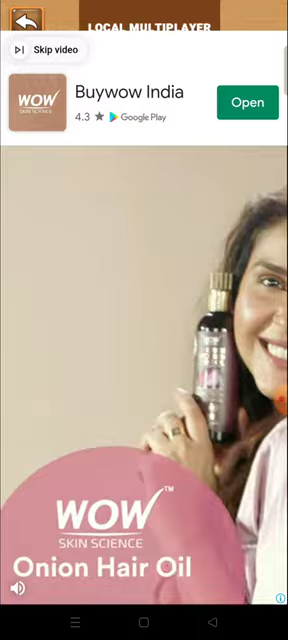 LOCAL MULTIPLAYER
Skip video
WOW
SKIN SCIENCE
Buywow India
4.3 ★ Google Play
Open
WOW
WOW™
SKIN SCIENCE
Onion Hair Oil